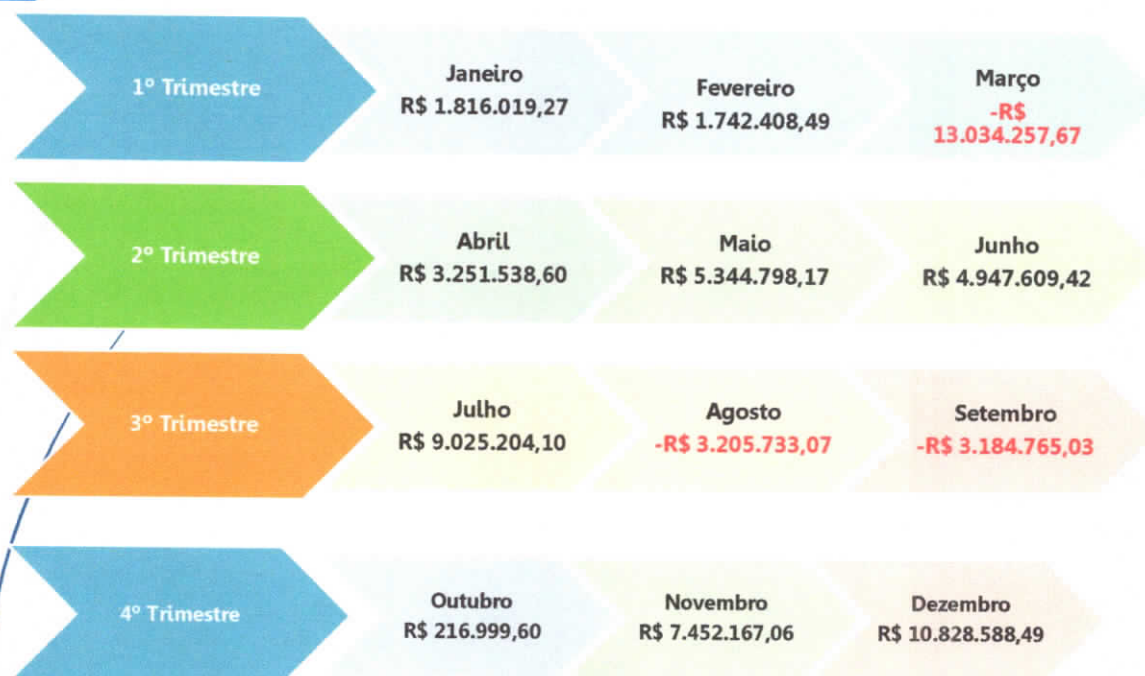 1º Trimestre
Janeiro
R$ 1.816.019,27
Fevereiro
R$ 1.742.408,49
Março
-R$
13.034.257,67
2º Trimestre
Abril
R$ 3.251.538,60
Maio
R$ 5.344.798,17
Junho
R$ 4.947.609,42
3º Trimestre
Julho
R$ 9.025.204,10
Agosto
-R$ 3.205.733,07
Setembro
-R$ 3.184.765,03
4º Trimestre
Outubro
R$ 216.999,60
Novembro
R$ 7.452.167,06
Dezembro
R$ 10.828.588,49